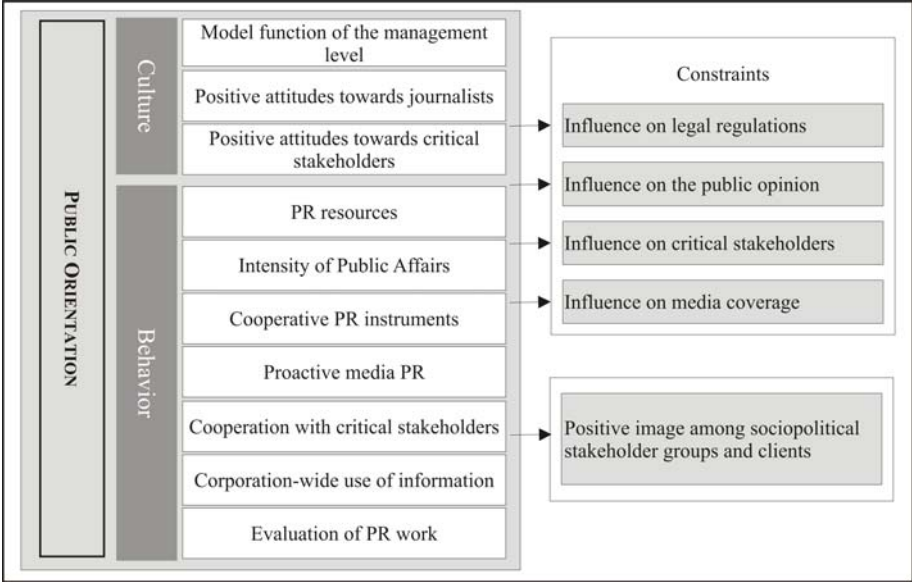 PUBLIC ORIENTATION
Culture
Model function of the management
level
Positive attitudes towards journalists
Positive attitudes towards critical
stakeholders
Behavior
PR resources
Intensity of Public Affairs
Cooperative PR instruments
Proactive media PR
Cooperation with critical stakeholders
Corporation-wide use of information
Evaluation of PR work
Constraints
Influence on legal regulations
Influence on the public opinion
Influence on critical stakeholders
Influence on media coverage
Positive image among sociopolitical
stakeholder groups and clients